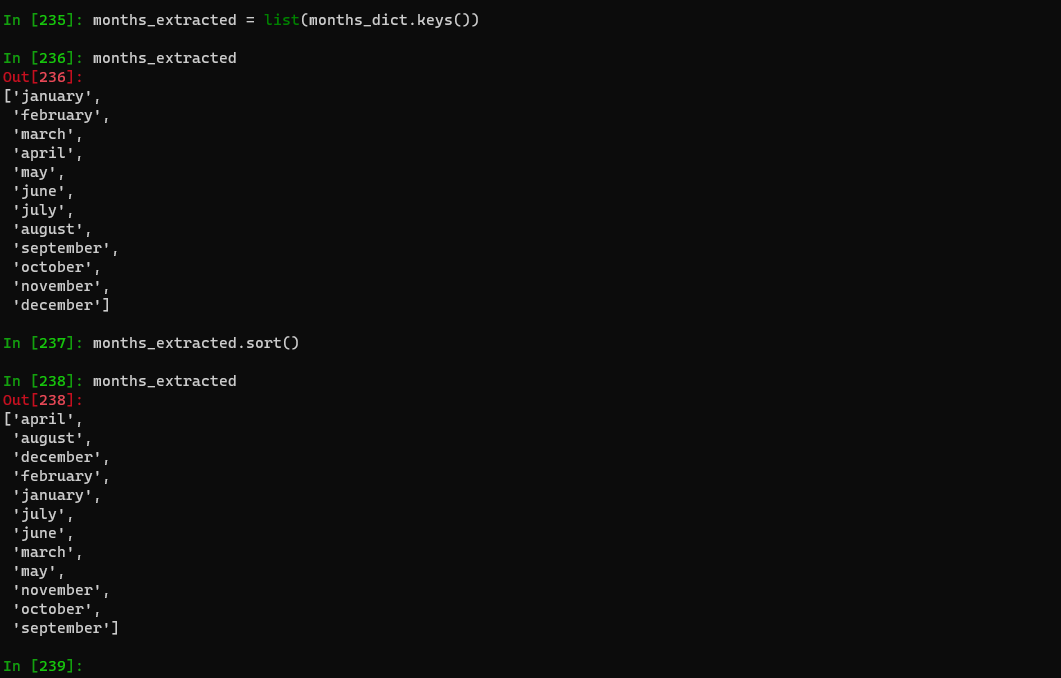 In [235]: months_extracted = list(months_dict.keys())
In [236]: months_extracted
Out[236]:
['january',
 'february',
 'march',
 'april',
 'may',
 'june',
 'july',
 'august',
 'september',
 'october',
 'november',
 'december']
In [237]: months_extracted.sort()
In [238]: months_extracted
Out[238]:
['april',
 'august',
 'december',
 'february',
 'january',
 'july',
 'june',
 'march',
 'may',
 'november',
 'october',
 'september']
In [239]: